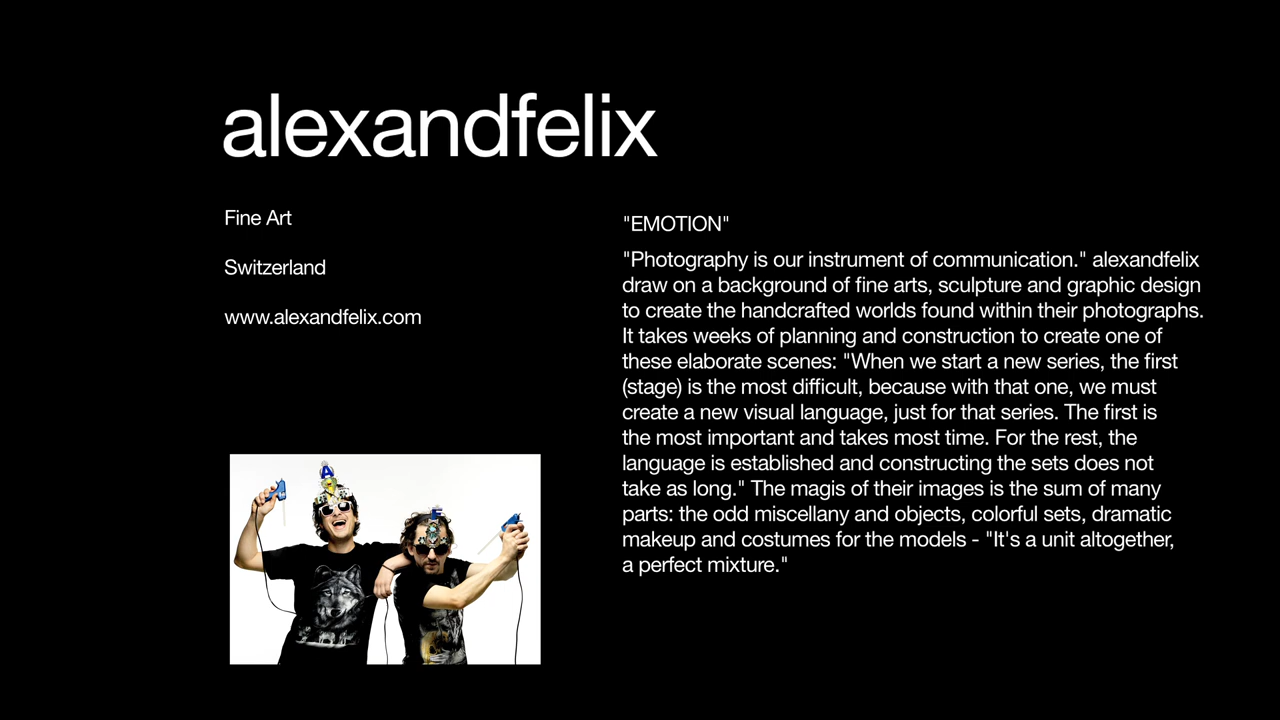 alexandfelix
Fine Art
Switzerland
www.alexandfelix.com
"EMOTION"
"Photography is our instrument of communication." alexandfelix
draw on a background of fine arts, sculpture and graphic design
to create the handcrafted worlds found within their photographs.
It takes weeks of planning and construction to create one of
these elaborate scenes: "When we start a new series, the first
(stage) is the most difficult, because with that one, we must
create a new visual language, just for that series. The first is
the most important and takes most time. For the rest, the
language is established and constructing the sets does not
take as long." The magis of their images is the sum of many
parts: the odd miscellany and objects, colorful sets, dramatic
makeup and costumes for the models - "It's a unit altogether,
a perfect mixture."
A
F